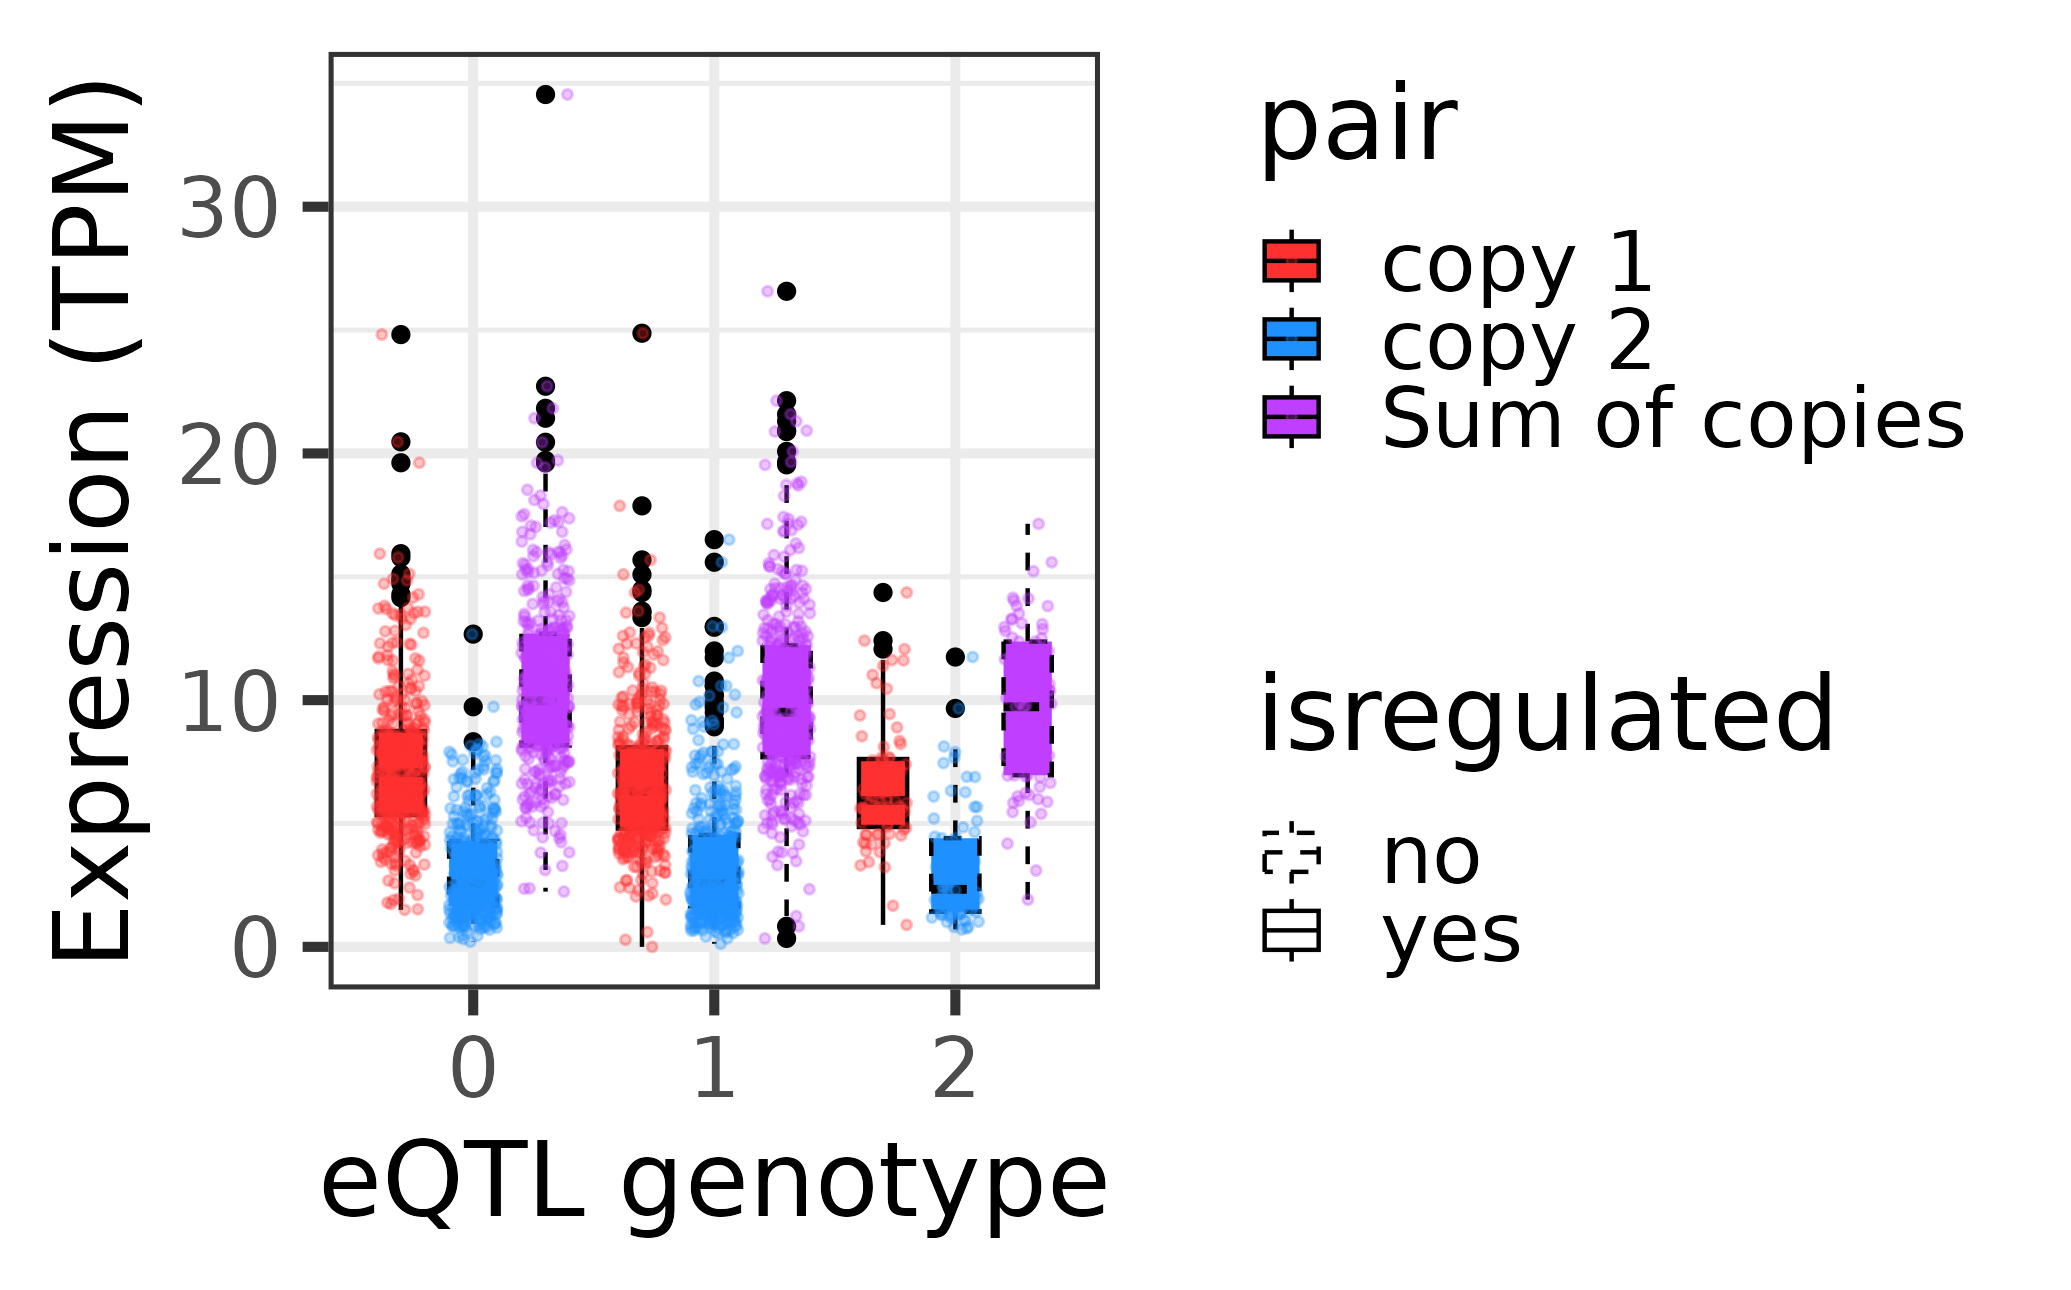 Expression (TPM)
30
20
10
0
0 1 2
eQTL genotype
pair
copy 1
copy 2
Sum of copies
isregulated
no
yes